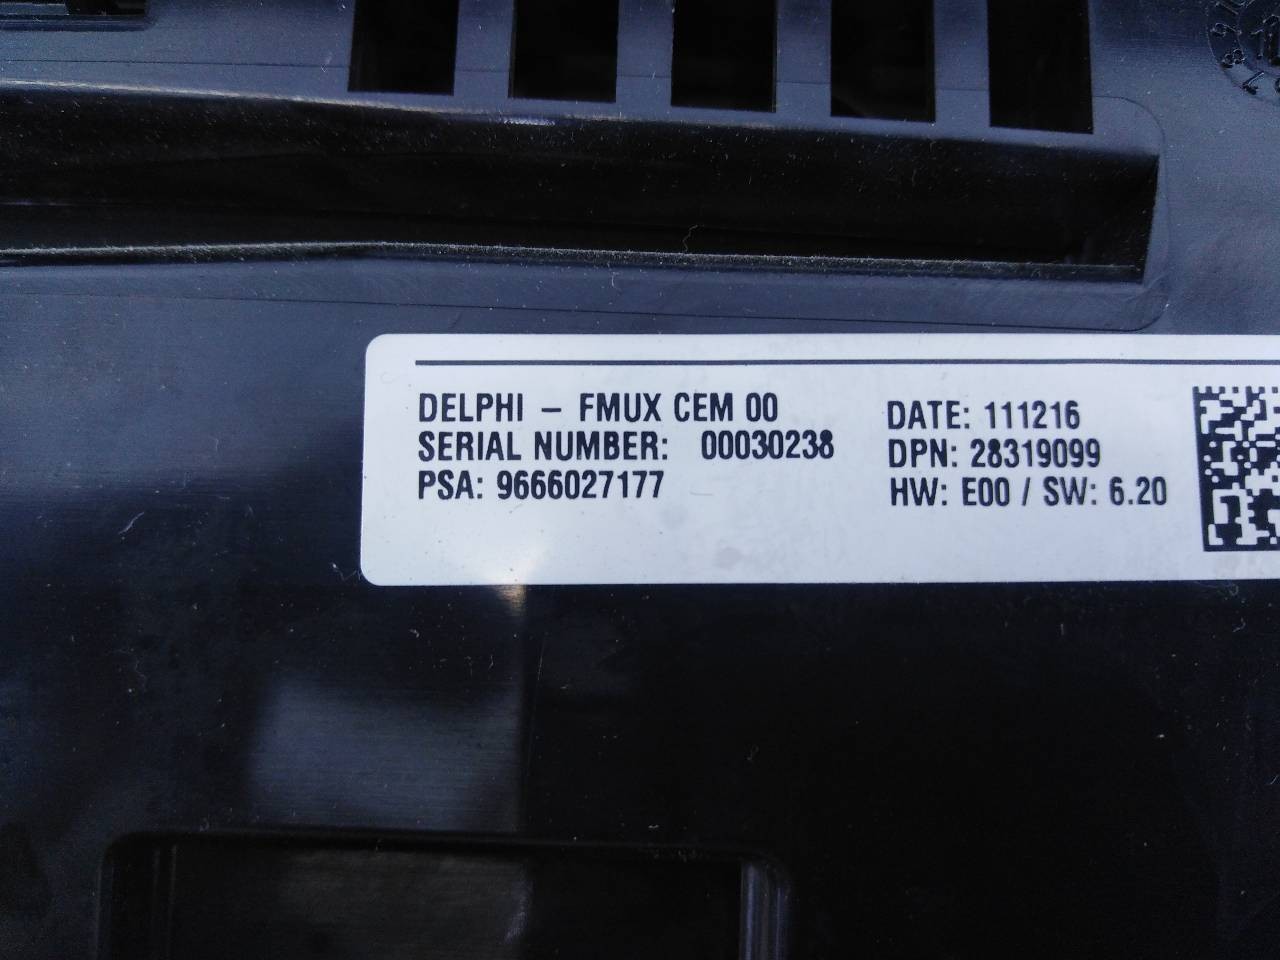 DELPHI – FMUX CEM 00
SERIAL NUMBER: 00030238
PSA: 9666027177
DATE: 111216
DPN: 28319099
HW: E00 / SW: 6.20